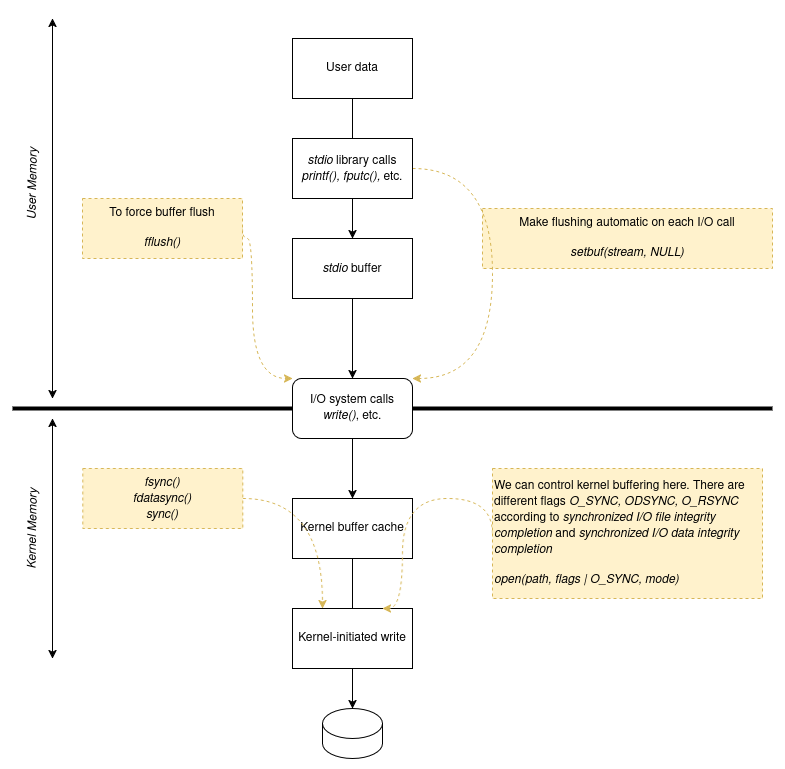 User data
User Memory
stdio library calls
printf(), fputc(), etc.
To force buffer flush
fflush()
Make flushing automatic on each I/O call
setbuf(stream, NULL)
stdio buffer
I/O system calls
write(), etc.
Kernel Memory
fsync()
fdatasync()
sync()
Kernel buffer cache
We can control kernel buffering here. There are
different flags O_SYNC, ODSYNC, O_RSYNC
according to synchronized I/O file integrity
completion and synchronized I/O data integrity
completion
open(path, flags | O_SYNC, mode)
Kernel-initiated write